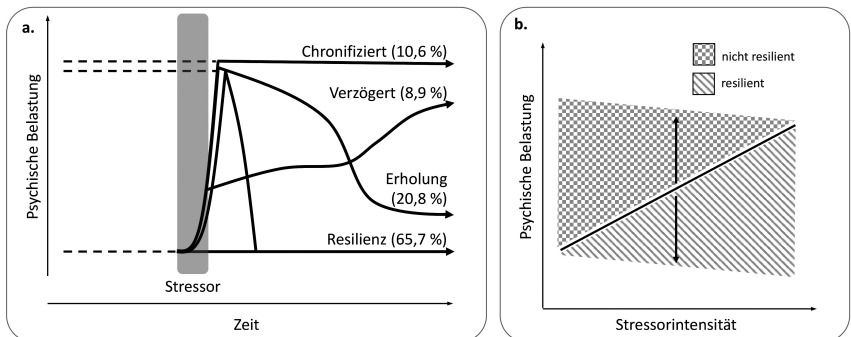 a.
Psychische Belastung
Chronifiziert (10,6 %)
Verzögert (8,9 %)
Erholung
(20,8 %)
Resilienz (65,7 %)
Stressor
Zeit
b.
Psychische Belastung
nicht resilient
resilient
Stressorintensität